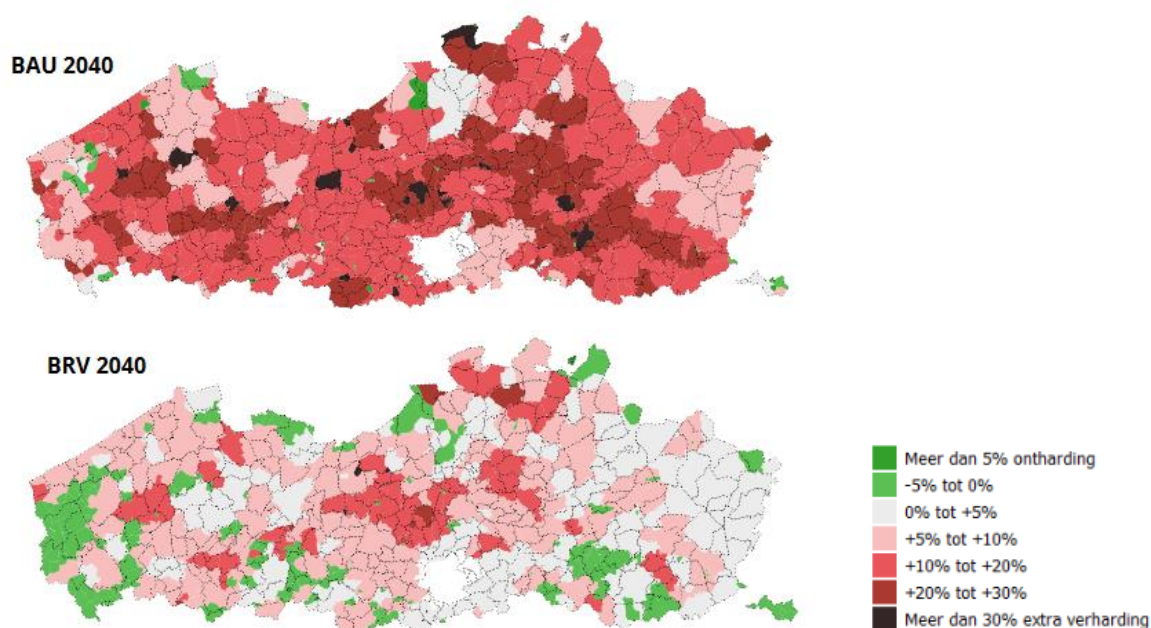 BAU 2040
BRV 2040
Meer dan 5% ontharding
-5% tot 0%
0% tot +5%
+5% tot +10%
+10% tot +20%
+20% tot +30%
Meer dan 30% extra verharding